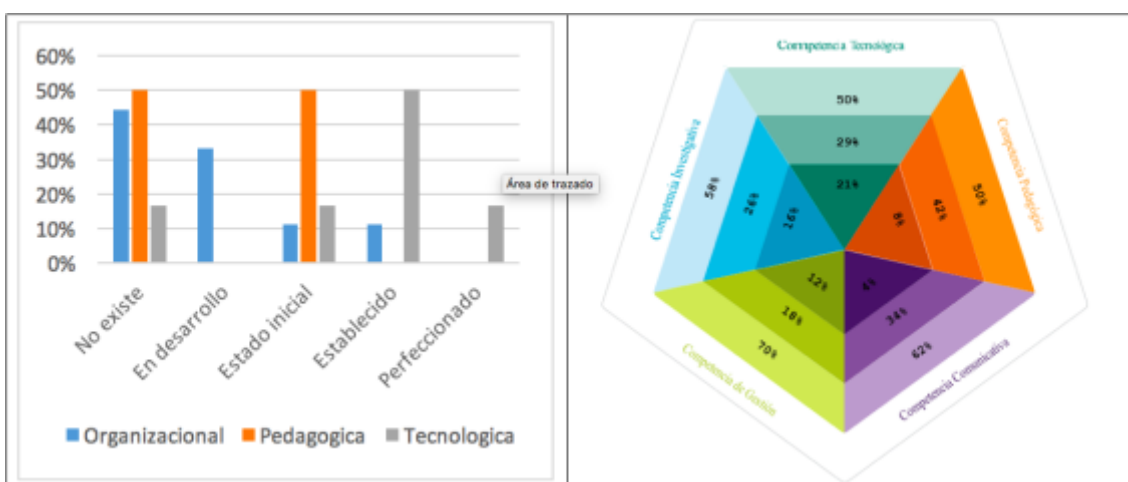 60%
50%
40%
30%
20%
10%
0%
No existe
En desarrollo
Estado inicial
Establecido
Perfeccionado
Organizacional
Pedagogica
Tecnologica
Área de trazado
Competencia Tecnológica
50%
29%
21%
Competencia Investigativa
58%
26%
16%
Competencia Pedagógica
50%
42%
8%
12%
18%
70%
Competencia de Gestión
4%
34%
62%
Competencia Comunicativa